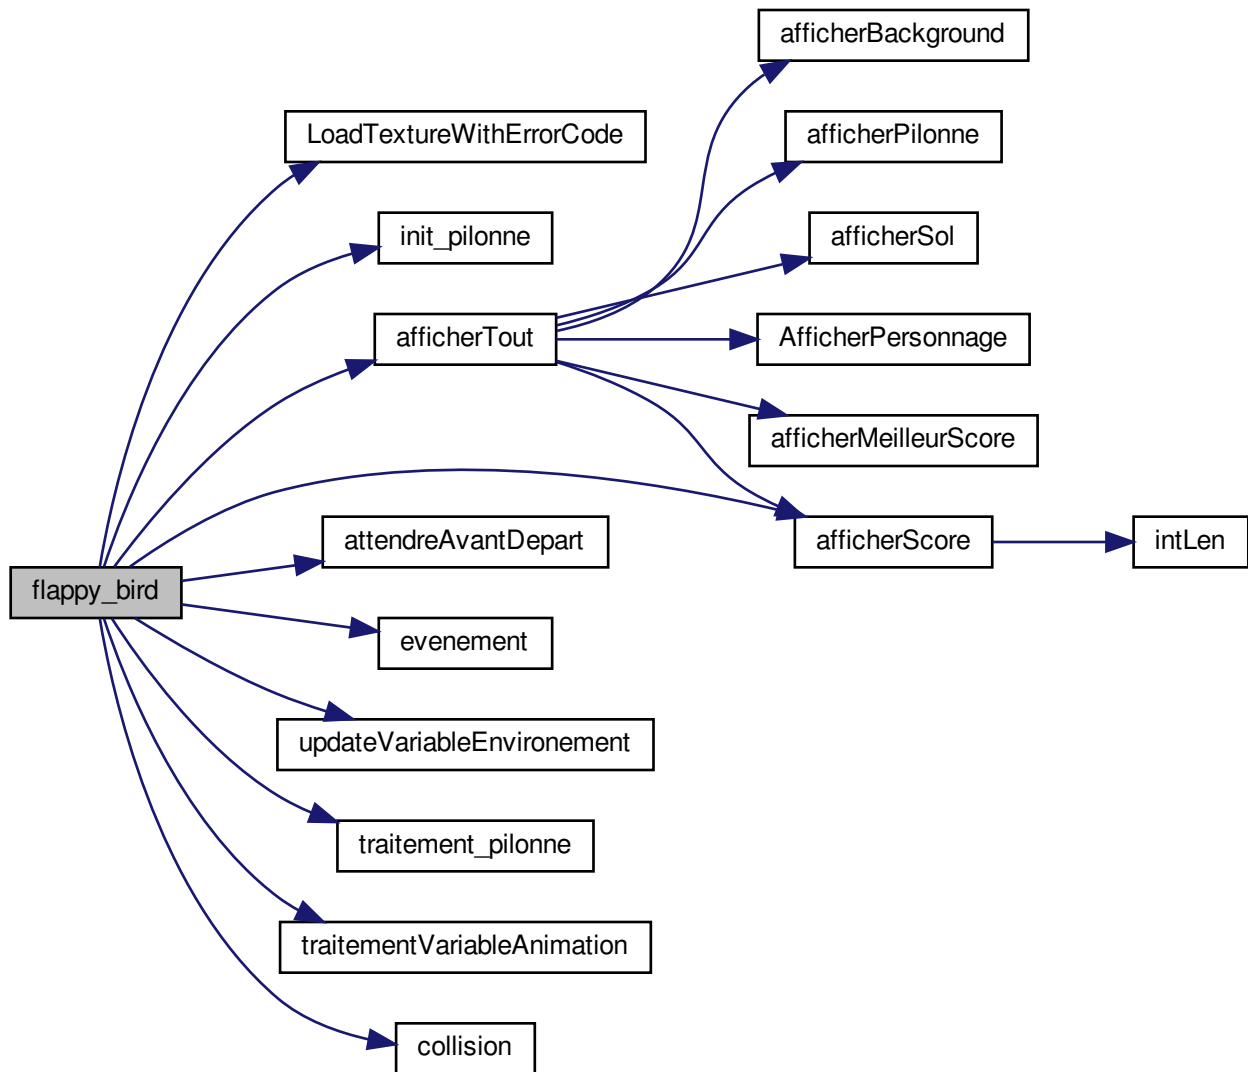 afficherBackground
LoadTextureWithErrorCode
afficherPilonne
init_pilonne
afficherSol
afficherTout
AfficherPersonnage
afficherMeilleurScore
attendreAvantDepart
afficherScore
intLen
flappy_bird
evenement
updateVariableEnvironement
traitement_pilonne
traitementVariableAnimation
collision